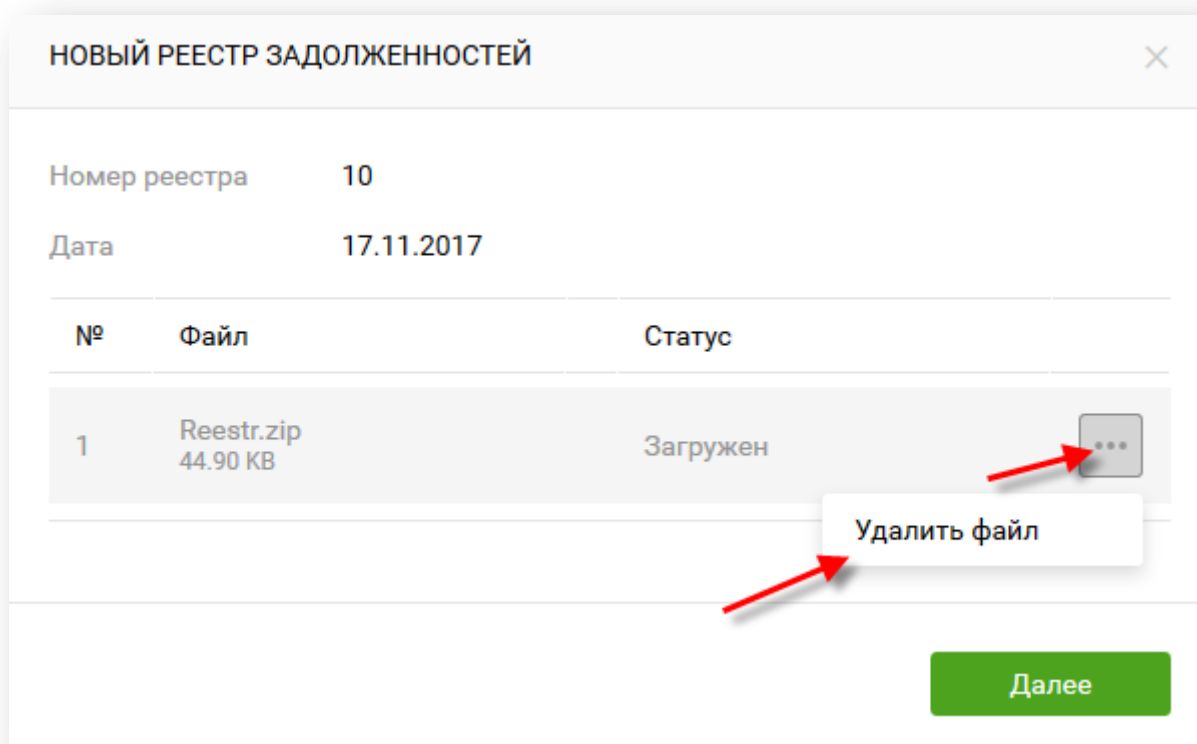 НОВЫЙ РЕЕСТР ЗАДОЛЖЕННОСТЕЙ
Номер реестра 10
Дата 17.11.2017
№ Файл Статус
1 Reestr.zip Загружен
44.90 KB
Удалить файл
Далее